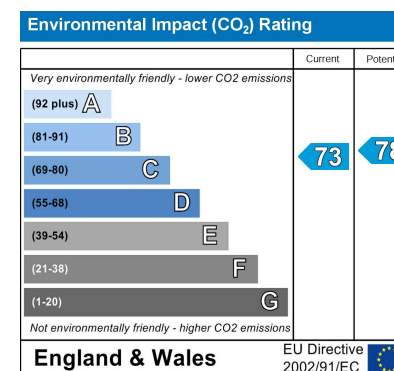 Environmental Impact (CO₂) Rating
Current
Very environmentally friendly - lower CO2 emissions
(92 plus) A
(81-91) B
(69-80) C
73
(55-68) D
(39-54) E
(21-38) F
(1-20) G
Not environmentally friendly - higher CO2 emissions
England & Wales
EU Directive
2002/91/EC